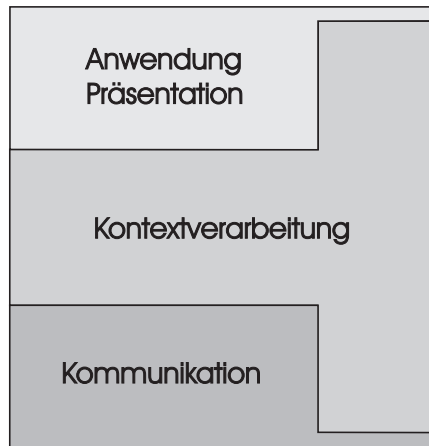 Anwendung
Präsentation
Kontextverarbeitung
Kommunikation